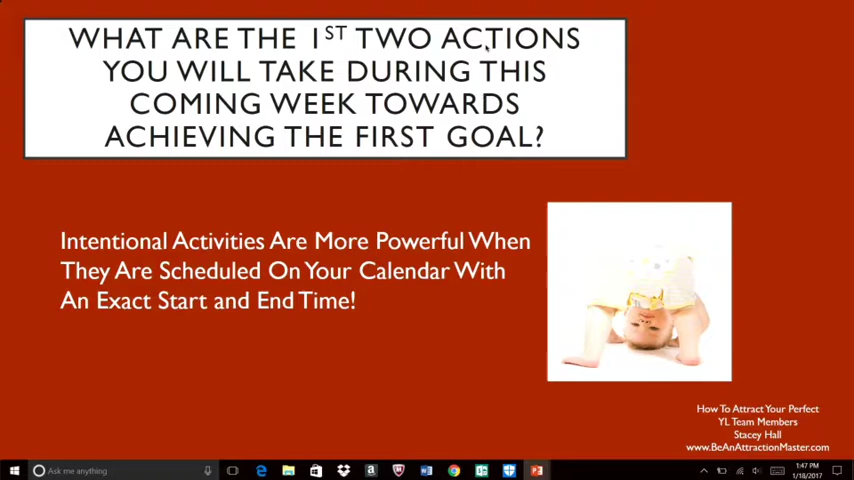 WHAT ARE THE 1ST TWO ACTIONS
YOU WILL TAKE DURING THIS
COMING WEEK TOWARDS
ACHIEVING THE FIRST GOAL?
Intentional Activities Are More Powerful When
They Are Scheduled On Your Calendar With
An Exact Start and End Time!
How To Attract Your Perfect
YL Team Members
Stacey Hall
www.BeAnAttractionMaster.com
Ask me anything
1:47 PM
1/18/2017